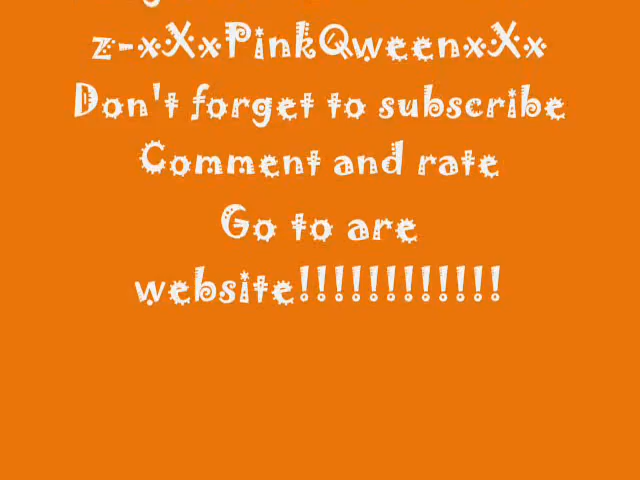 z-xXxPinkQweenxXx
Don't forget to subscribe
Comment and rate
Go to are
website!!!!!!!!!!!!